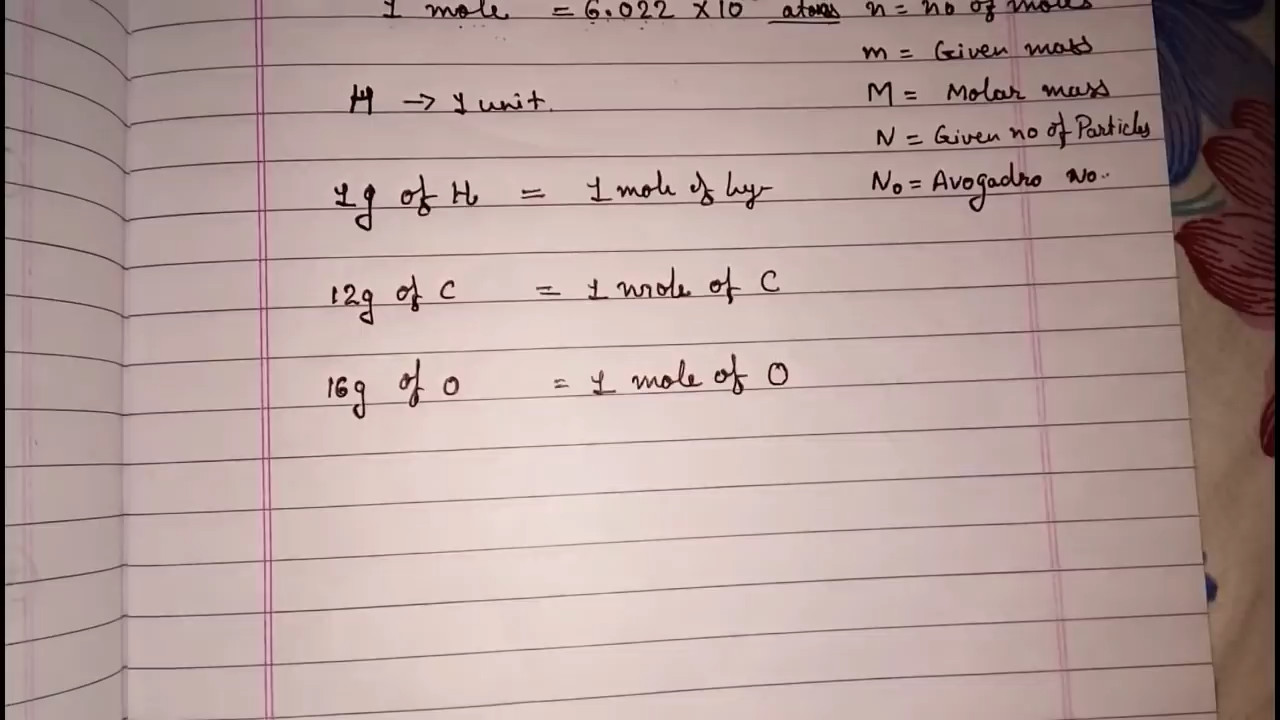 1 mole = 6.022 × 10 atoms n = no of moles
m = Given mass
M = Molar mass
H → 1 unit.
N = Given no of Particles
1g of H = 1 mole of hy
No = Avogadro No.
12g of C = 1 mole of C
16g of O = 1 mole of O